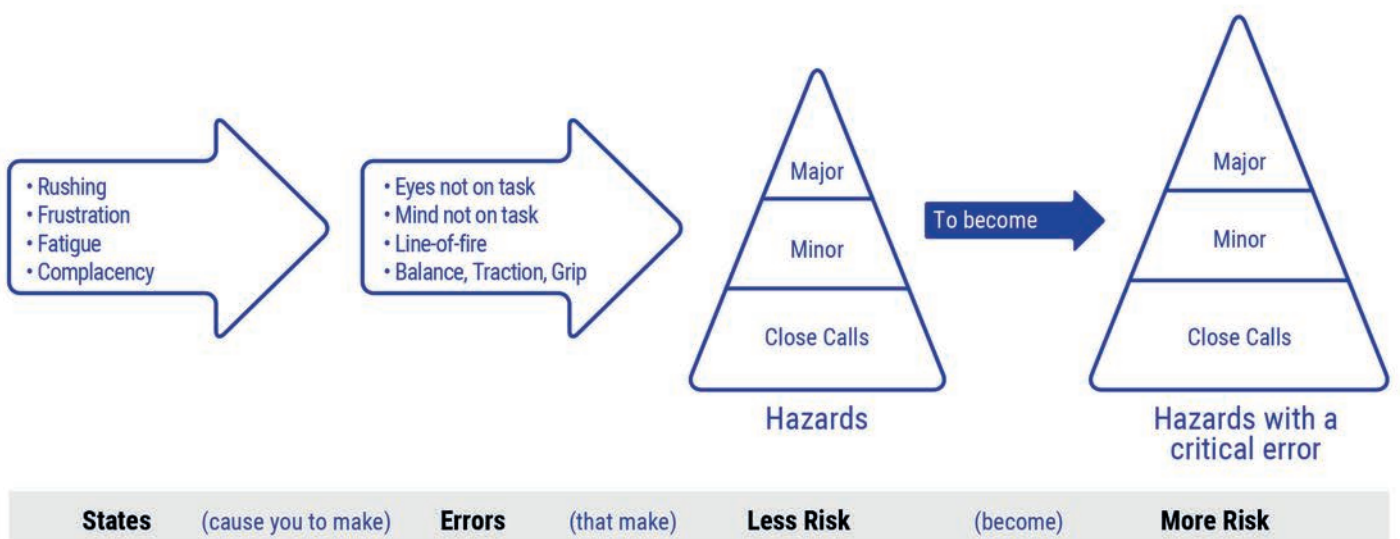 • Rushing
• Frustration
• Fatigue
• Complacency
• Eyes not on task
• Mind not on task
• Line-of-fire
• Balance, Traction, Grip
Major
Minor
Close Calls
Hazards
To become
Major
Minor
Close Calls
Hazards with a
critical error
States (cause you to make) Errors (that make) Less Risk (become) More Risk